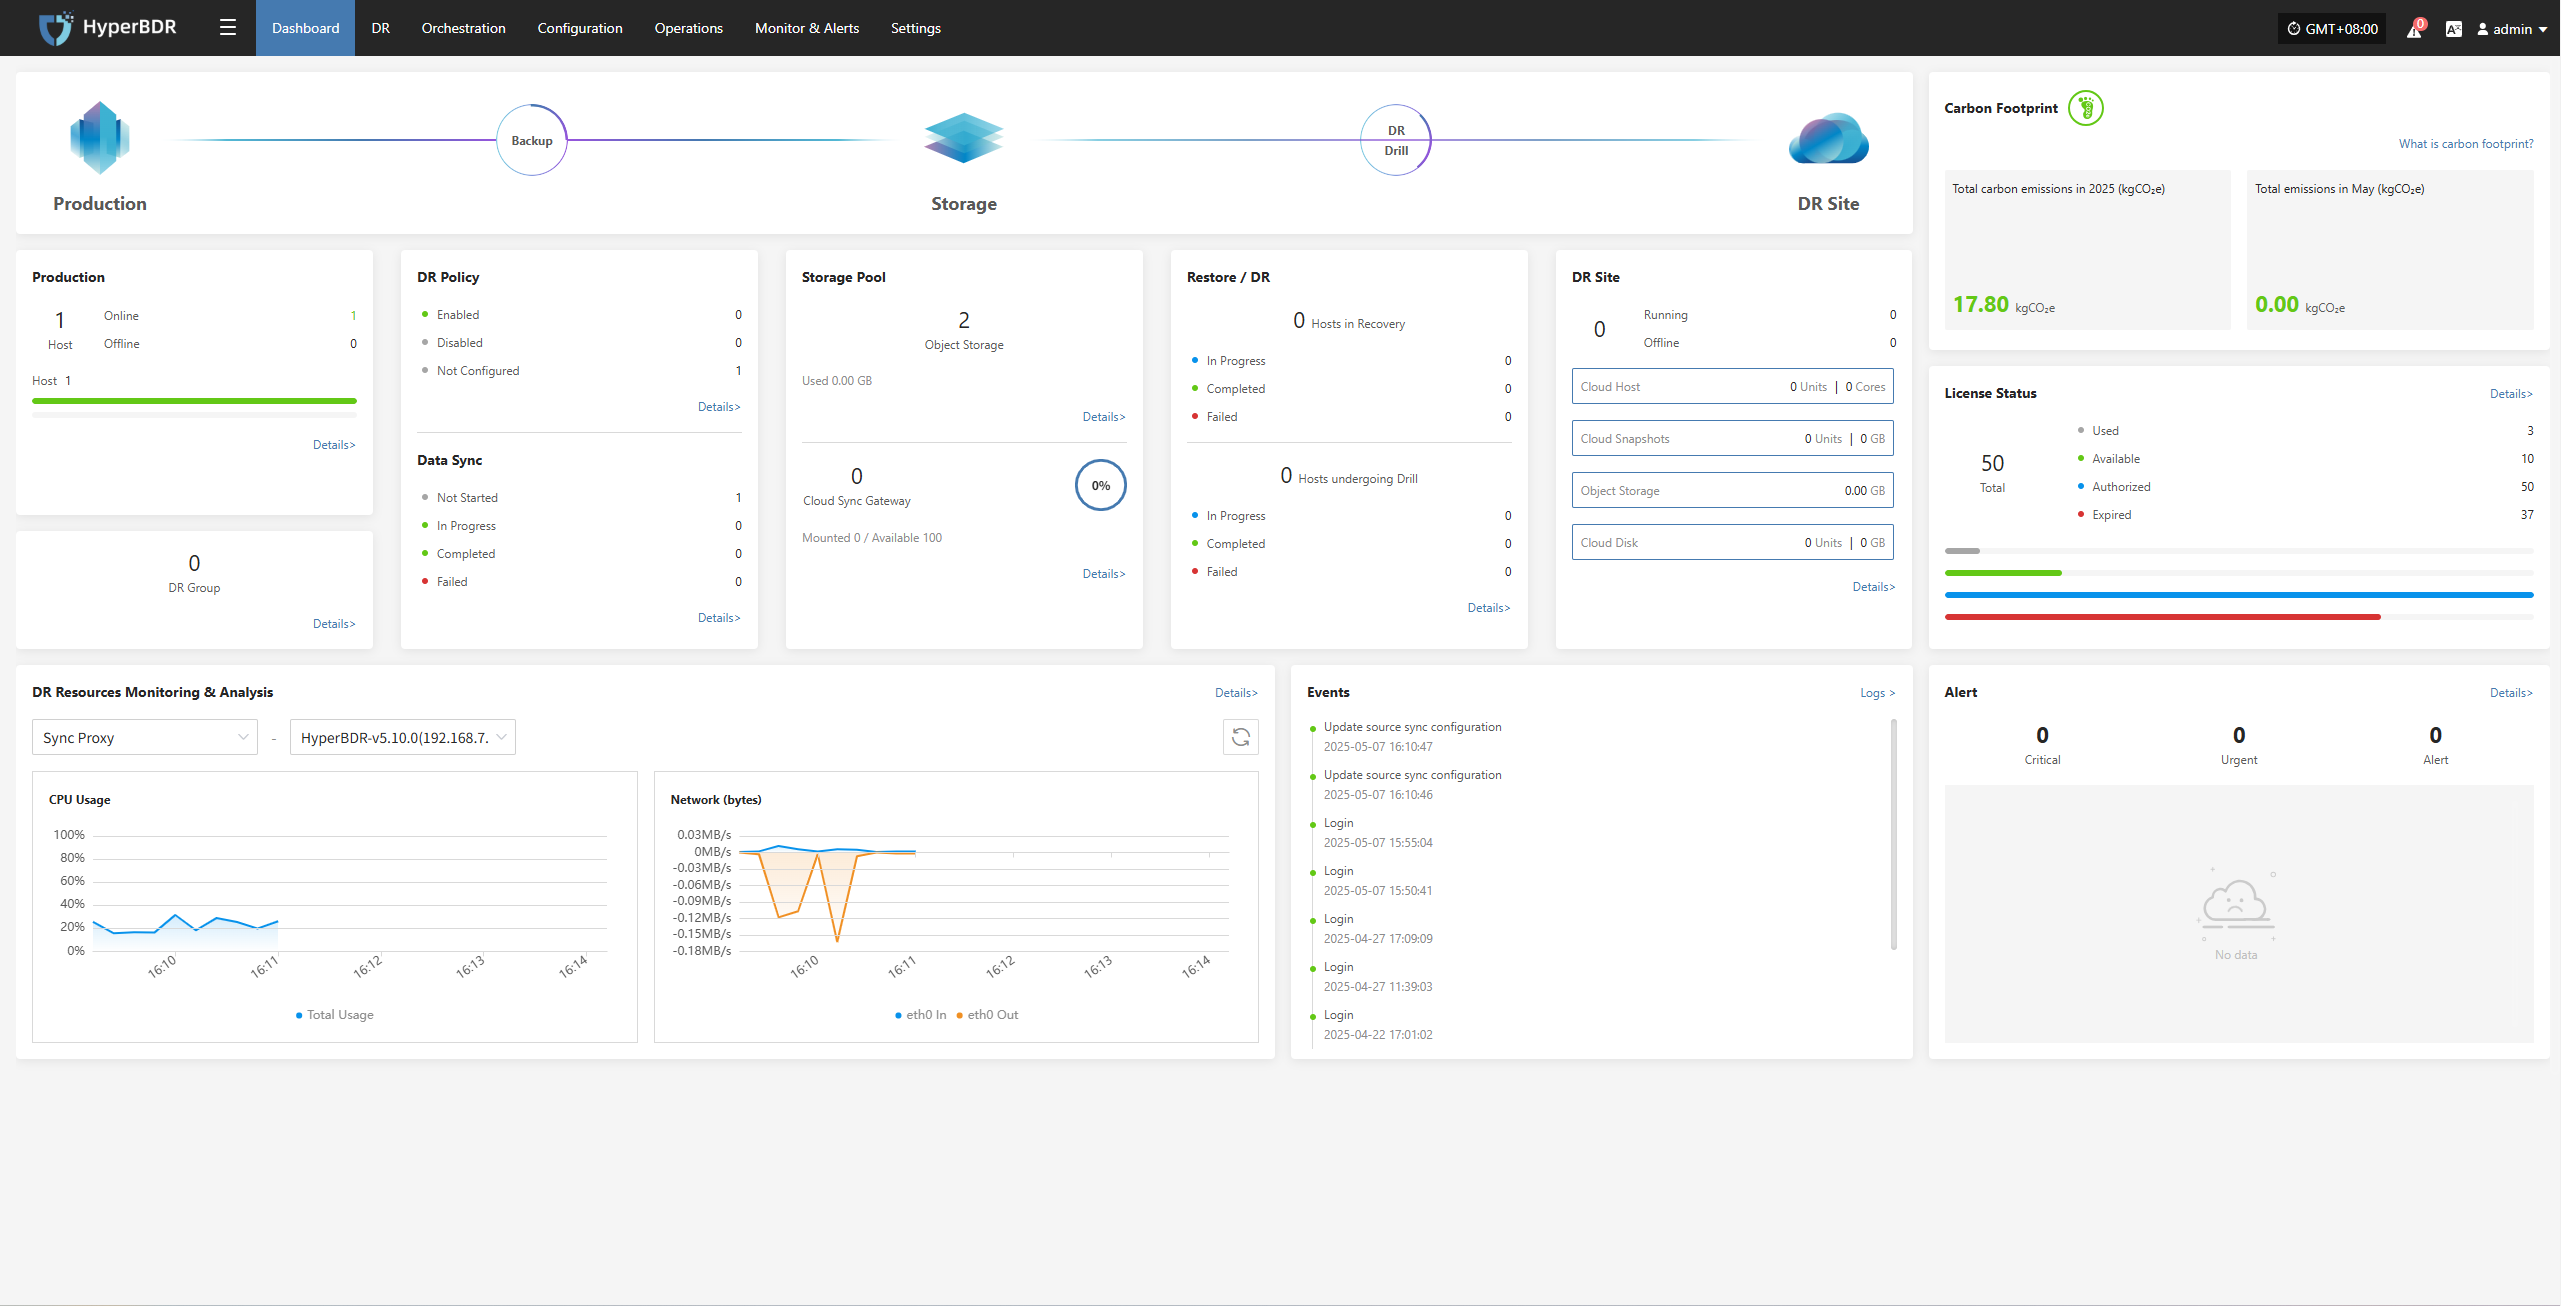 HyperBDR
Dashboard
DR
Orchestration
Configuration
Operations
Monitor & Alerts
Settings
GMT+08:00
0
admin
Production
Backup
Storage
DR
Drill
DR Site
Carbon Footprint
What is carbon footprint?
Total carbon emissions in 2025 (kgCO₂e)
17.80 kgCO₂e
Total emissions in May (kgCO₂e)
0.00 kgCO₂e
Production
1
Host
Online 1
Offline 0
Host 1
Details>
0
DR Group
Details>
DR Policy
Enabled 0
Disabled 0
Not Configured 1
Details>
Data Sync
Not Started 1
In Progress 0
Completed 0
Failed 0
Details>
Storage Pool
2
Object Storage
Used 0.00 GB
Details>
0
Cloud Sync Gateway
0%
Mounted 0 / Available 100
Details>
Restore / DR
0 Hosts in Recovery
In Progress 0
Completed 0
Failed 0
0 Hosts undergoing Drill
In Progress 0
Completed 0
Failed 0
Details>
DR Site
0
Running 0
Offline 0
Cloud Host 0 Units | 0 Cores
Cloud Snapshots 0 Units | 0 GB
Object Storage 0.00 GB
Cloud Disk 0 Units | 0 GB
Details>
License Status
Details>
50
Total
Used 3
Available 10
Authorized 50
Expired 37
DR Resources Monitoring & Analysis
Details>
Sync Proxy
-
HyperBDR-v5.10.0(192.168.7.
CPU Usage
100%
80%
60%
40%
20%
0%
16:10
16:11
16:12
16:13
16:14
Total Usage
Network (bytes)
0.03MB/s
0MB/s
-0.03MB/s
-0.06MB/s
-0.09MB/s
-0.12MB/s
-0.15MB/s
-0.18MB/s
16:10
16:11
16:12
16:13
16:14
eth0 In
eth0 Out
Events
Logs >
Update source sync configuration
2025-05-07 16:10:47
Update source sync configuration
2025-05-07 16:10:46
Login
2025-05-07 15:55:04
Login
2025-05-07 15:50:41
Login
2025-04-27 17:09:09
Login
2025-04-27 11:39:03
Login
2025-04-22 17:01:02
Alert
Details>
0
Critical
0
Urgent
0
Alert
No data